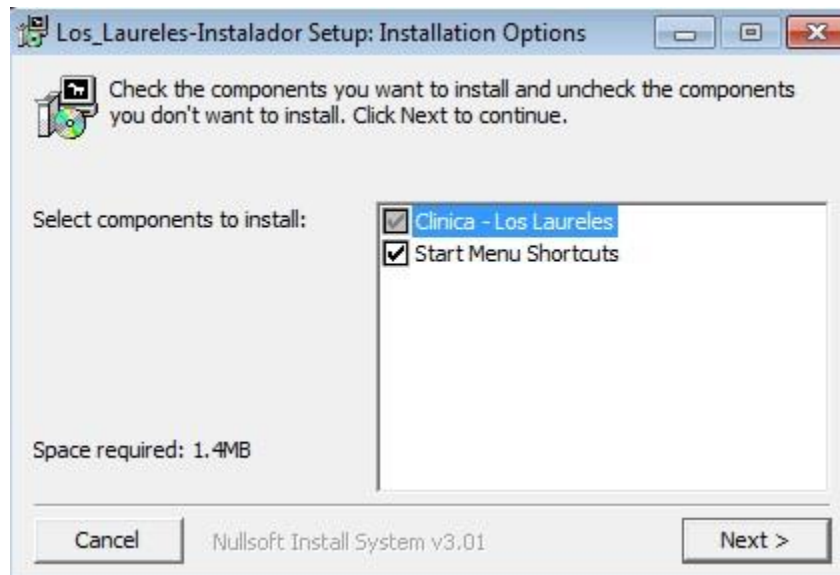 Los_Laureles-Instalador Setup: Installation Options
Check the components you want to install and uncheck the components
you don't want to install. Click Next to continue.
Select components to install:
Clinica - Los Laureles
Start Menu Shortcuts
Space required: 1.4MB
Cancel
Nullsoft Install System v3.01
Next >